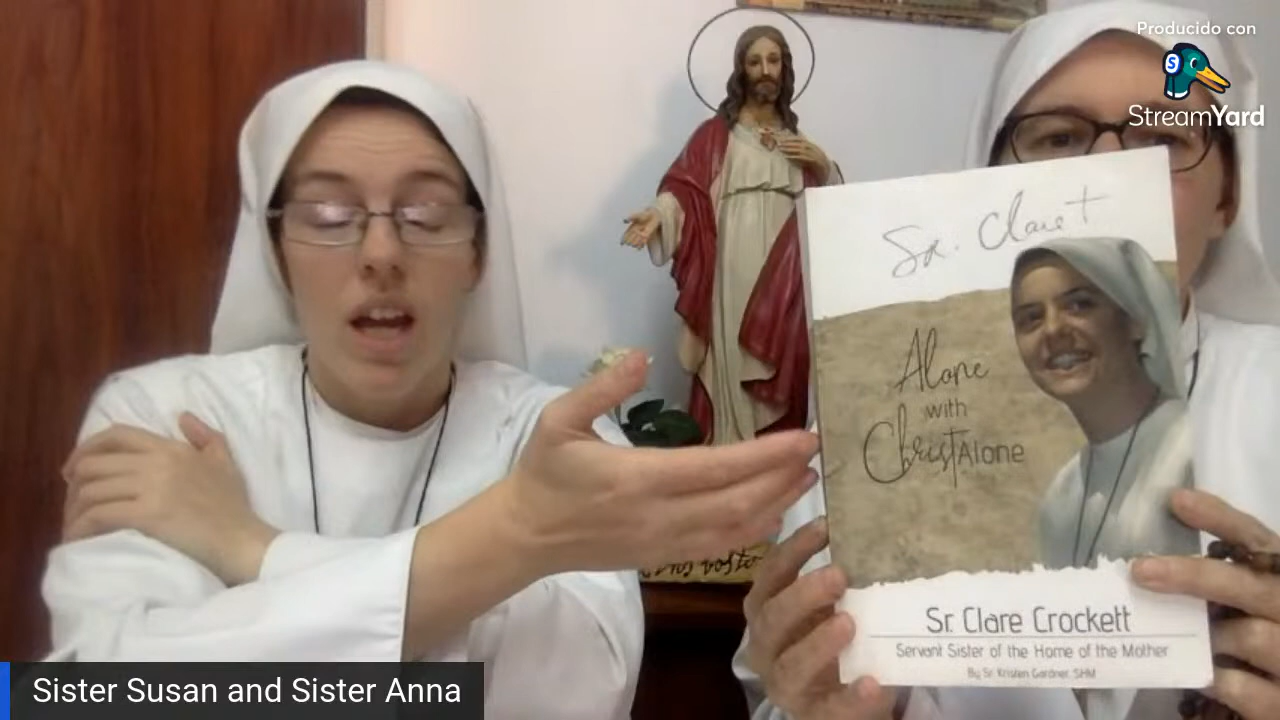 Producido con
StreamYard
Sr. Clare
Alone
with
Christ Alone
Sr. Clare Crockett
Servant Sister of the Home of the Mother
By Sr. Kristen Gardner, SHM
Sister Susan and Sister Anna